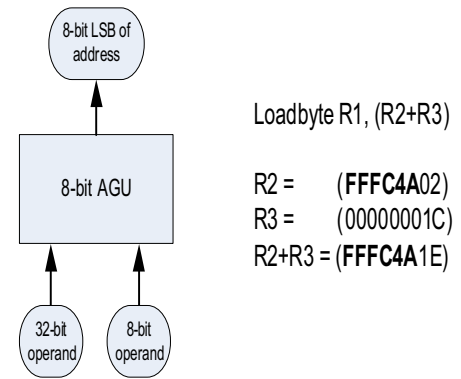 8-bit LSB of
address
8-bit AGU
32-bit
operand
8-bit
operand
Loadbyte R1, (R2+R3)
R2 = (FFFC4A02)
R3 = (00000001C)
R2+R3 = (FFFC4A1E)